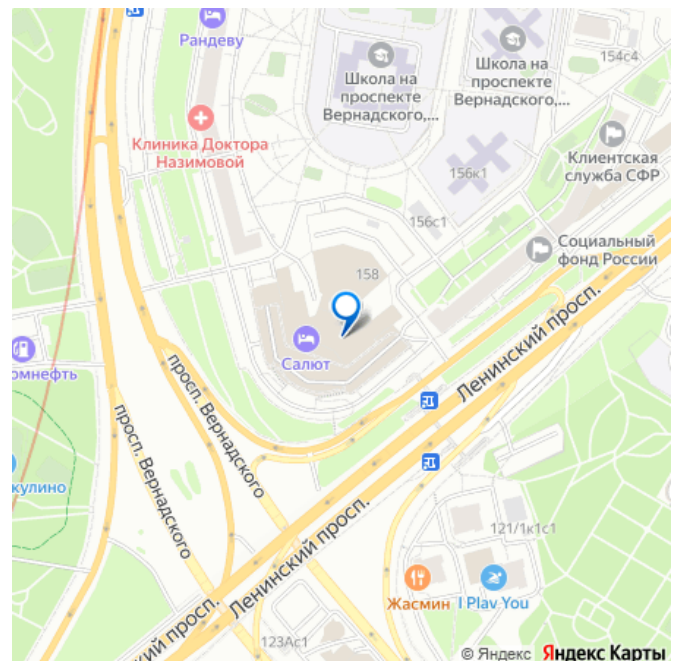 Рандеву
Школа на
проспекте
Вернадского,...
Школа на
проспекте
Вернадского,...
154с4
Клиника Доктора
Назимовой
Клиентская
служба СФР
156к1
156с1
Социальный
фонд России
158
Салют
Ленинский просп.
омнефть
просп. Вернадского
просп. Вернадского
кулино
Ленинский просп.
121/1к1с1
Жасмин
I Play You
кий просп.
123Ас1
© Яндекс Яндекс Карты